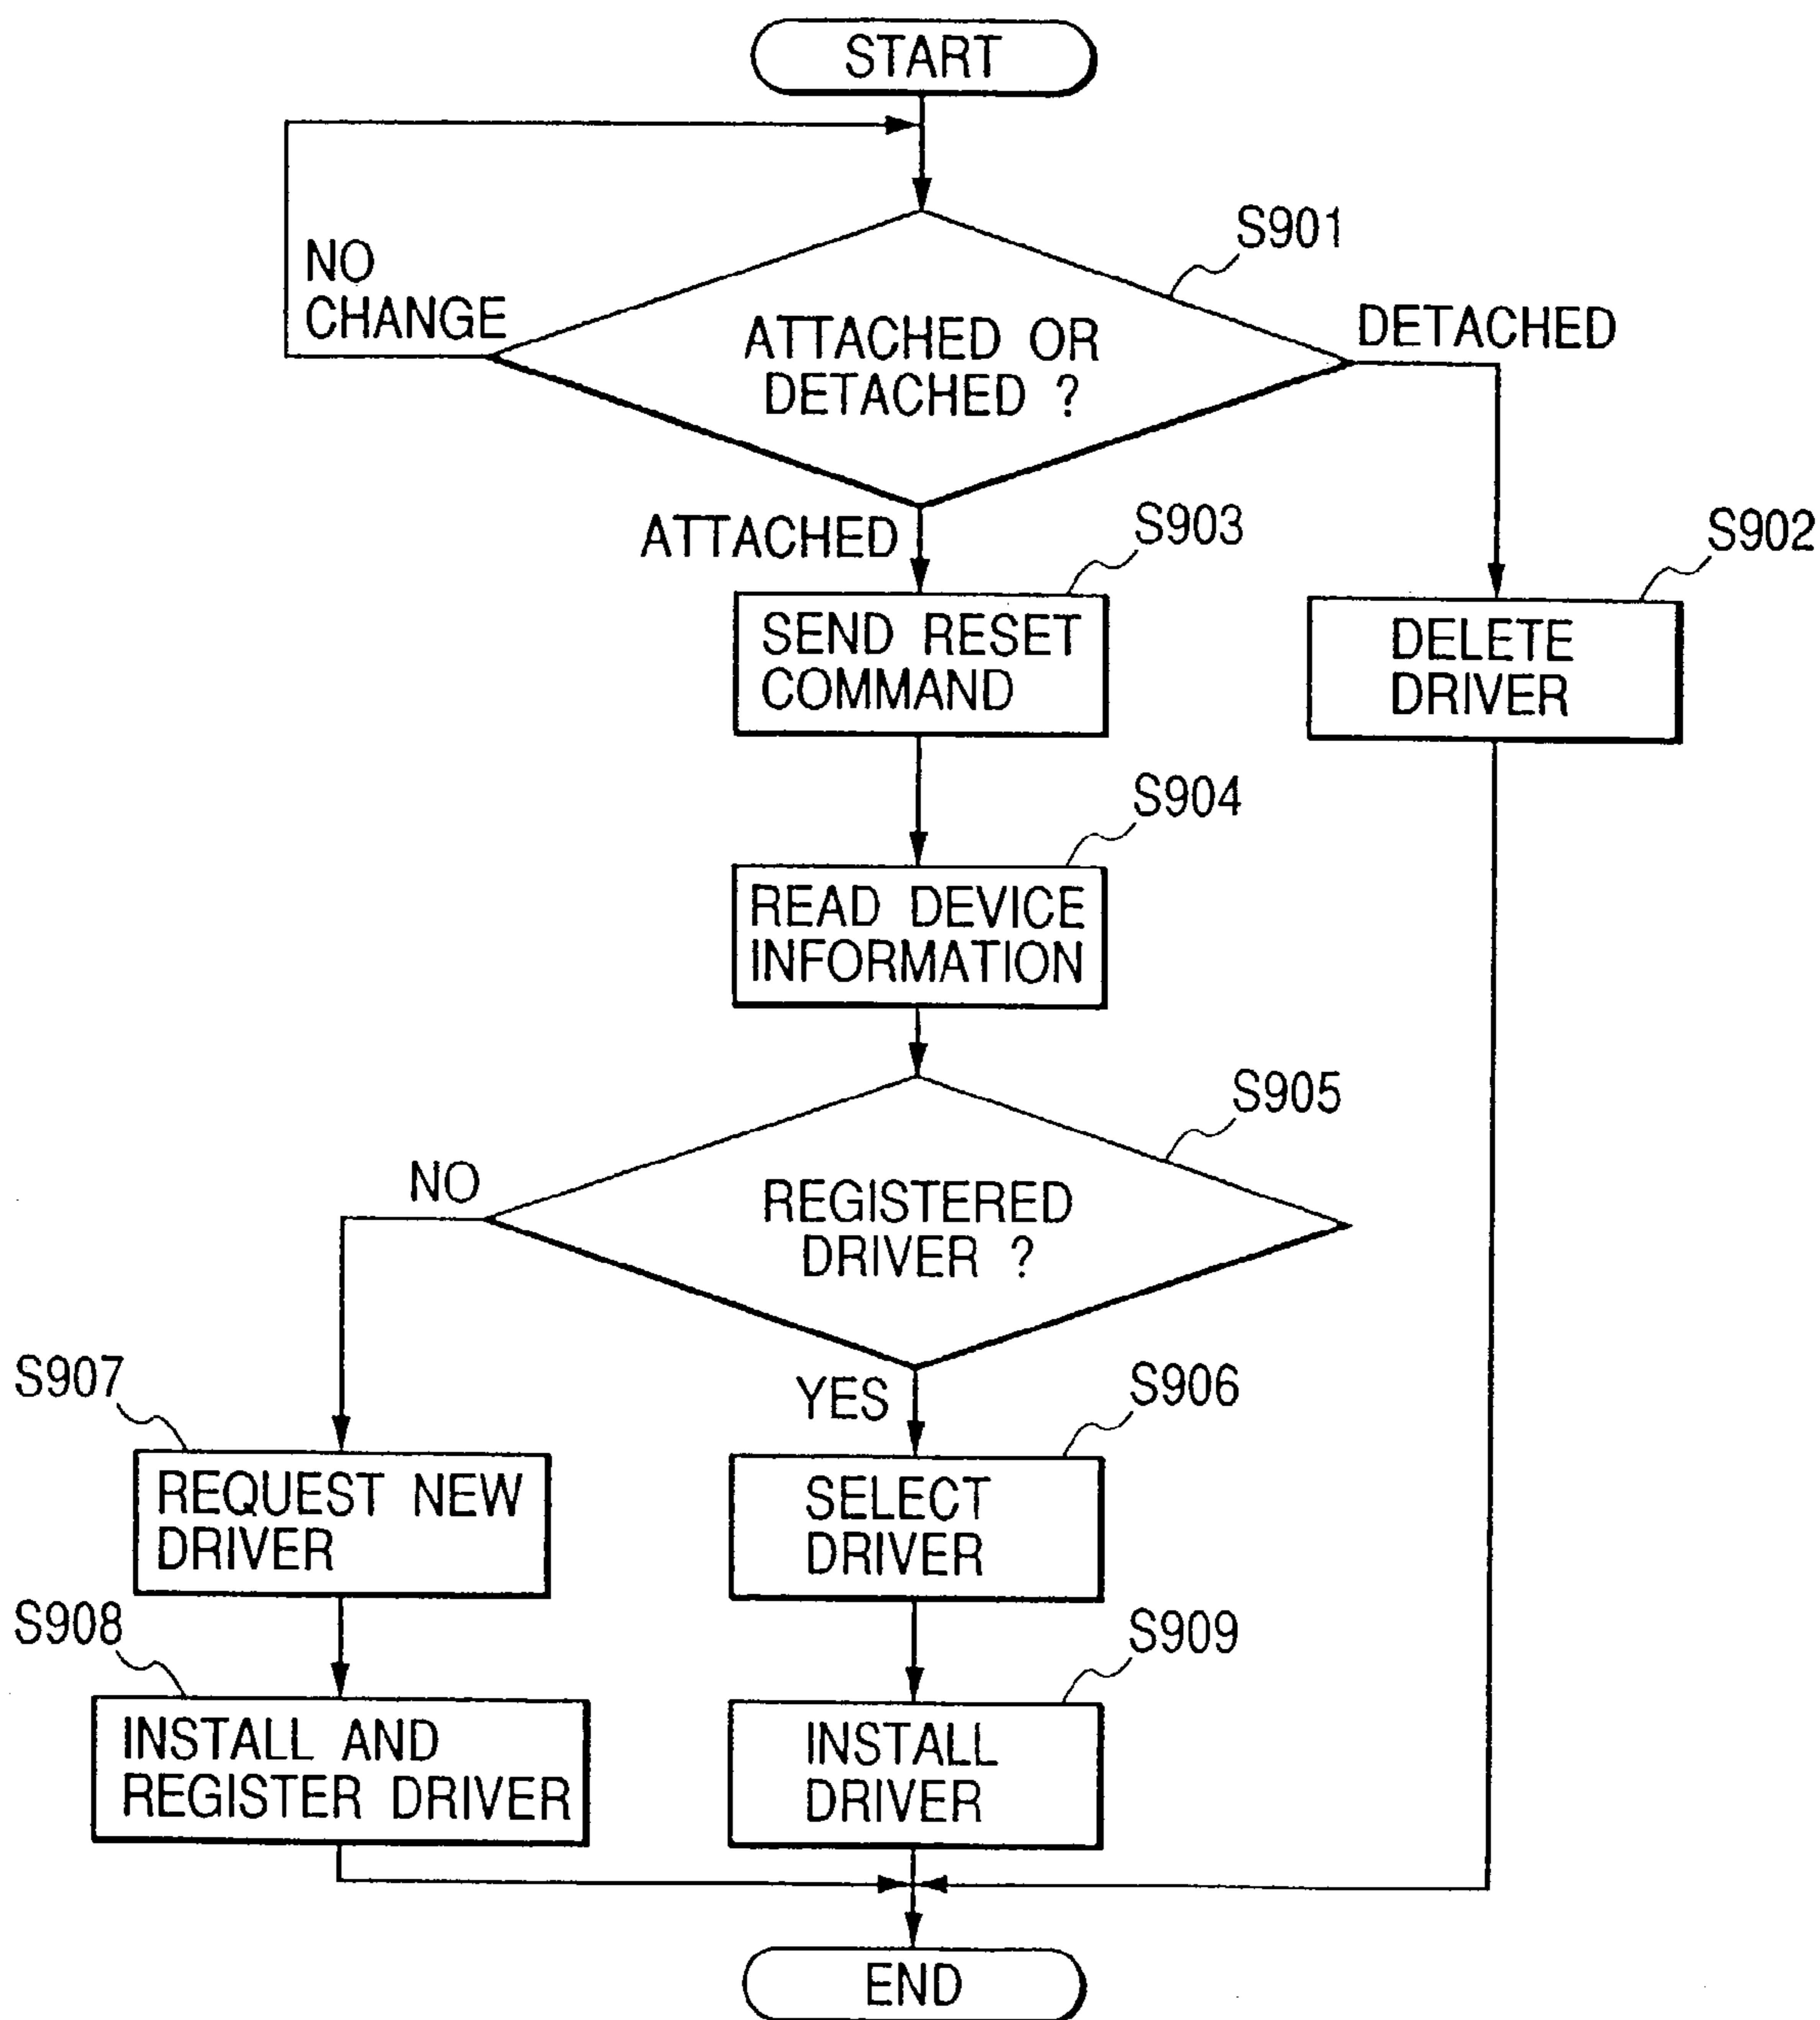 START
NO
CHANGE
S901
ATTACHED OR
DETACHED ?
DETACHED
ATTACHED
S903
S902
SEND RESET
COMMAND
DELETE
DRIVER
S904
READ DEVICE
INFORMATION
S905
NO
REGISTERED
DRIVER ?
S907
YES
S906
REQUEST NEW
DRIVER
SELECT
DRIVER
S908
S909
INSTALL AND
REGISTER DRIVER
INSTALL
DRIVER
END